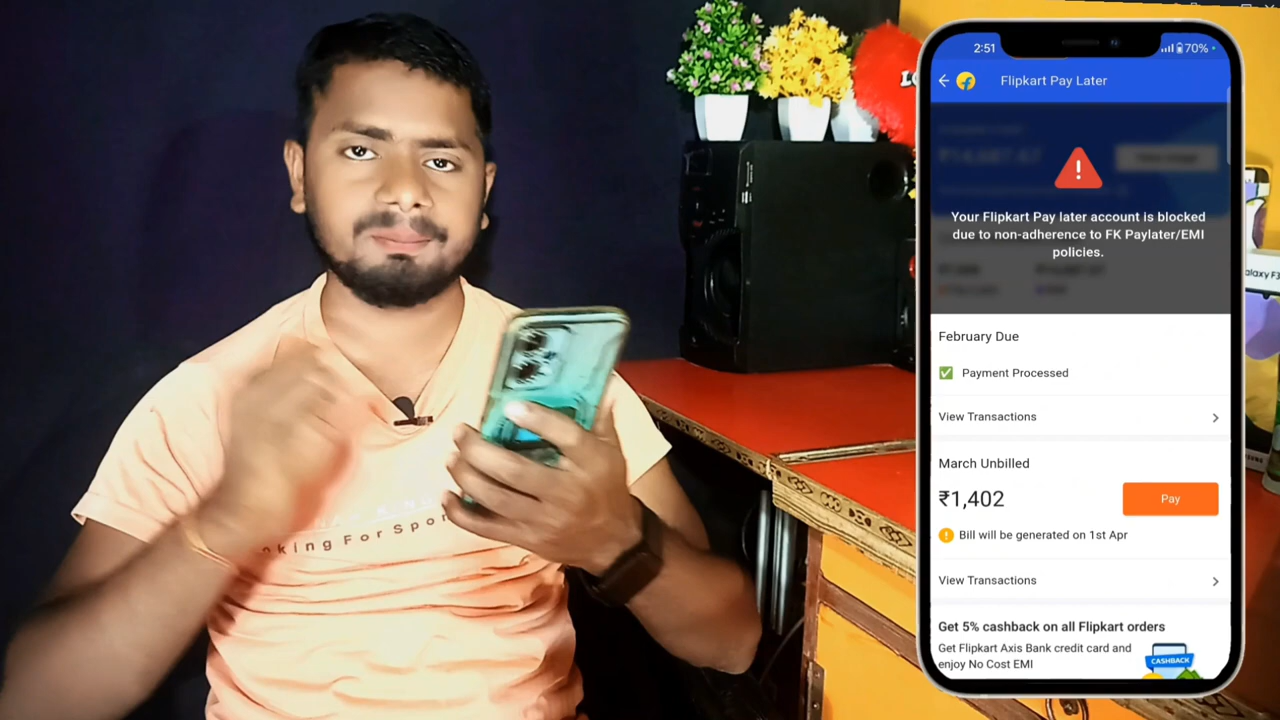 2:51
70%
Flipkart Pay Later
Your Flipkart Pay later account is blocked
due to non-adherence to FK Paylater/EMI
policies.
February Due
Payment Processed
View Transactions
March Unbilled
₹1,402
Pay
Bill will be generated on 1st Apr
View Transactions
Get 5% cashback on all Flipkart orders
Get Flipkart Axis Bank credit card and
enjoy No Cost EMI
CASHBACK
For